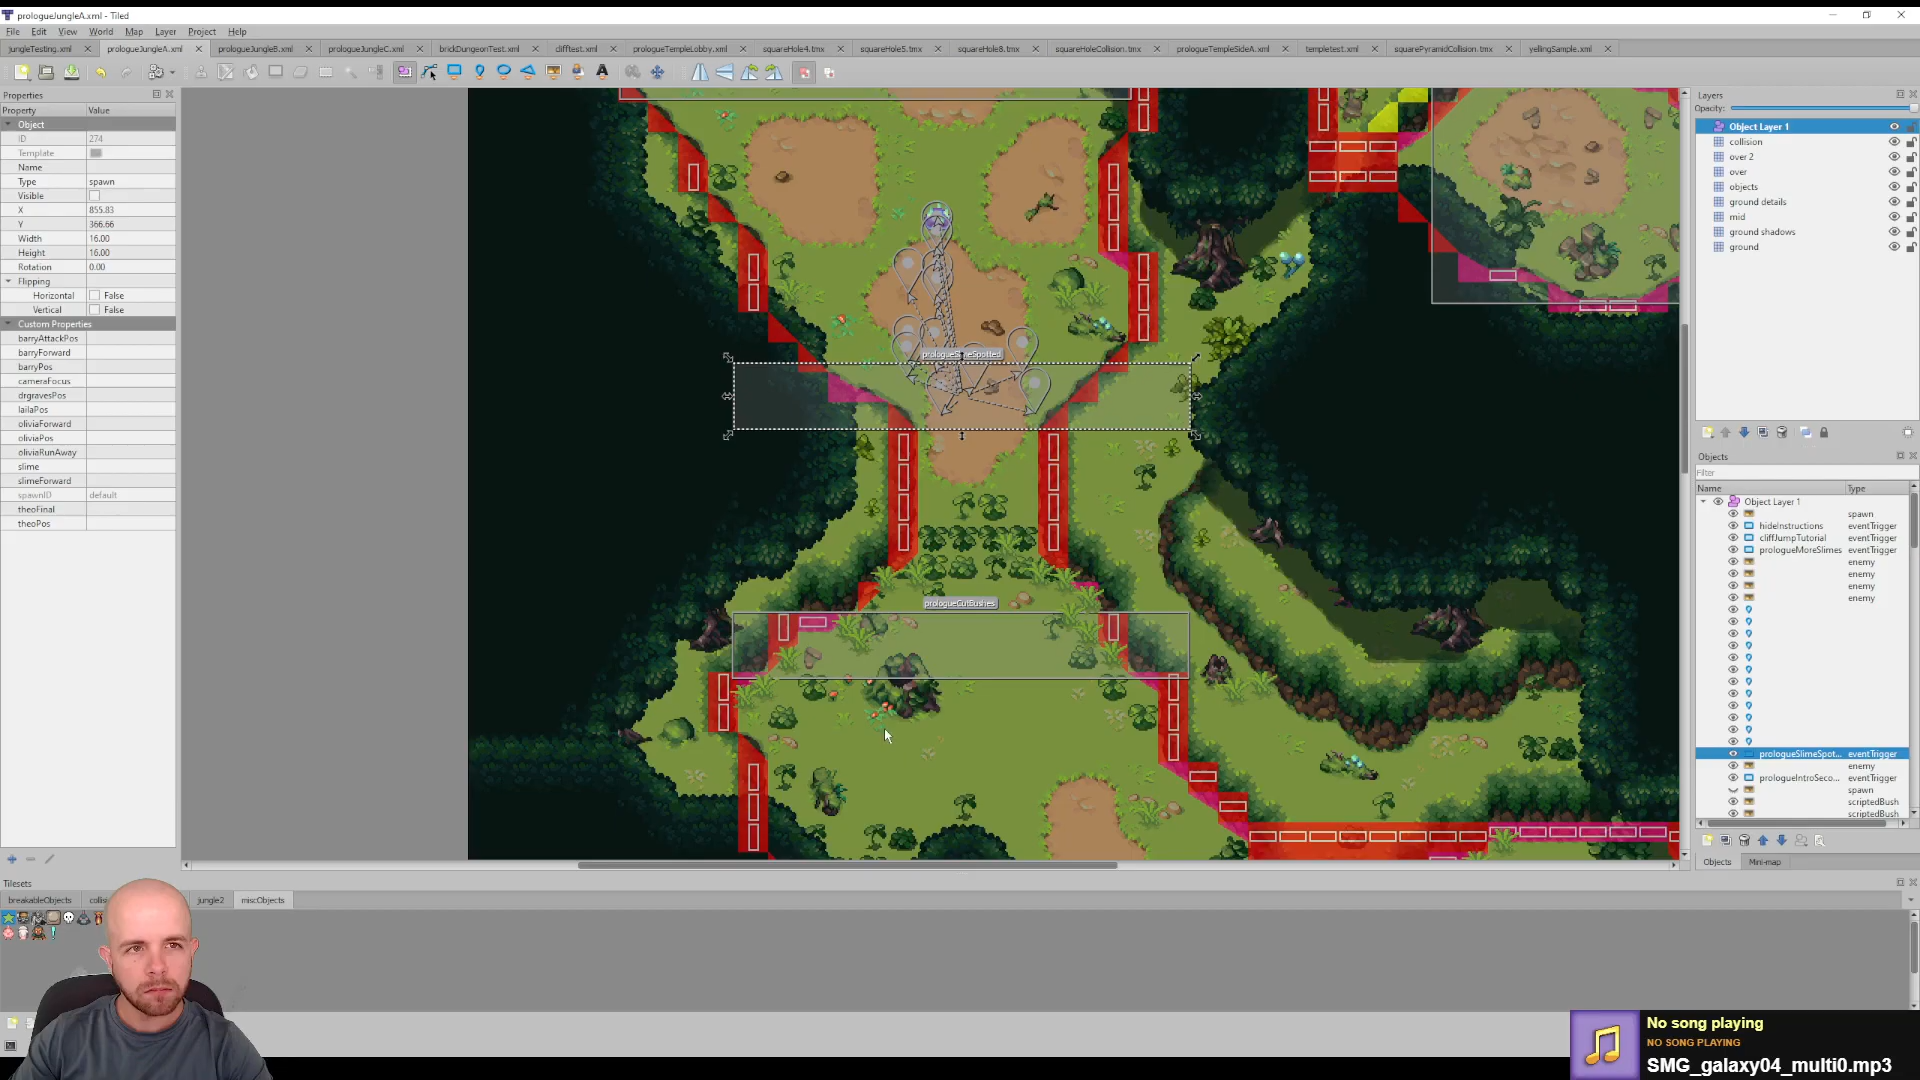 prologueJungleA.xml - Tiled
File Edit View World Map Layer Project Help
jungleTesting.xml prologueJungleA.xml prologueJungleB.xml prologueJungleC.xml brickDungeonTest.xml difftest.xml prologueTempleLobby.xml squareHole4.tmx squareHole5.tmx squareHole8.tmx squareHoleCollision.tmx prologueTempleSideA.xml templetest.xml squarePyramidCollision.tmx yellingSample.xml
Properties
Property Value
Object
ID 274
Template
Name
Type spawn
Visible
X 855.83
Y 366.66
Width 16.00
Height 16.00
Rotation 0.00
Flipping
Horizontal False
Vertical False
Custom Properties
barryAttackPos
barryForward
barryPos
cameraFocus
drgravesPos
lailaPos
oliviaForward
oliviaPos
oliviaRunAway
slime
slimeForward
spawnID default
theoFinal
theoPos
prologueSlimeSpotted
prologueCutBushes
Layers
Opacity:
Object Layer 1
collision
over 2
over
objects
ground details
mid
ground shadows
ground
Objects
Filter
Name Type
Object Layer 1
spawn
hideInstructions eventTrigger
cliffJumpTutorial eventTrigger
prologueMoreSlimes eventTrigger
enemy
enemy
enemy
enemy
prologueSlimeSpot... eventTrigger
enemy
prologueIntroSeco... eventTrigger
spawn
scriptedBush
scriptedBush
Objects Mini-map
Tilesets
breakableObjects jungle2 miscObjects
No song playing
NO SONG PLAYING
SMG_galaxy04_multi0.mp3